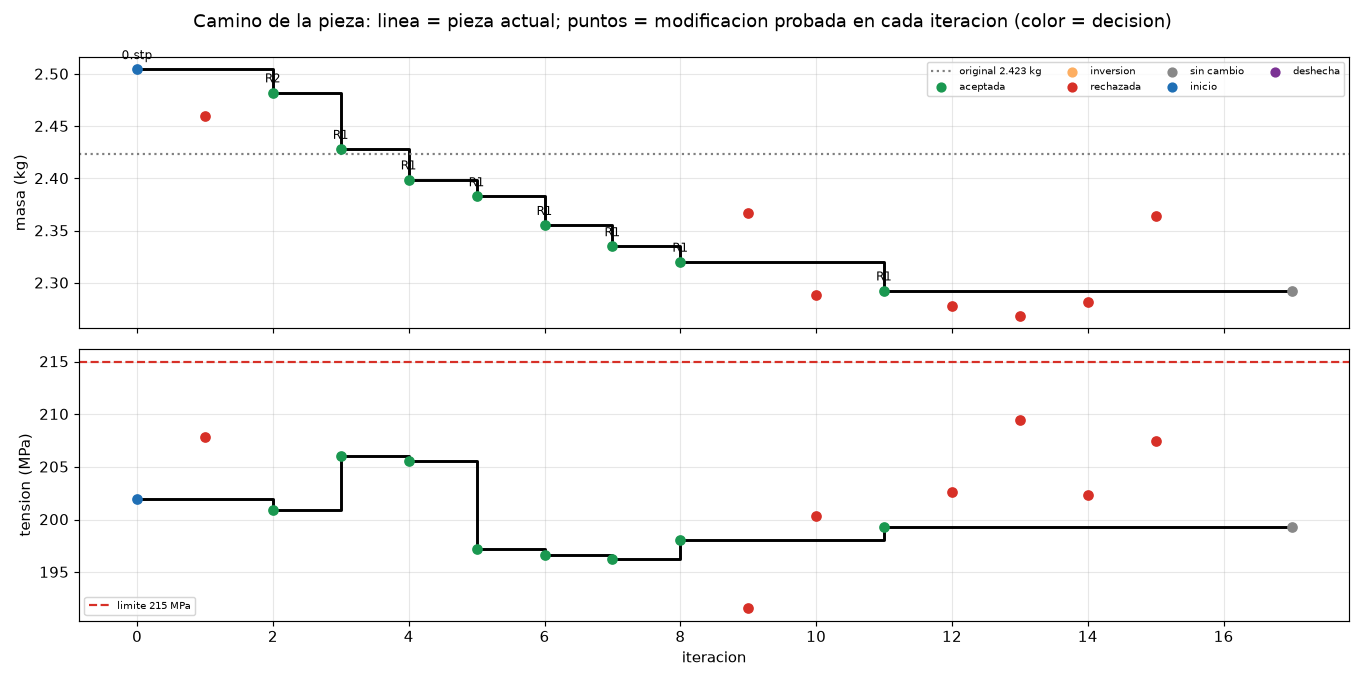 Camino de la pieza: linea = pieza actual; puntos = modificacion probada en cada iteracion (color = decision)
0.stp
R2
R1
R1
R1
R1
R1
R1
R1
original 2.423 kg
aceptada
inversion
rechazada
sin cambio
inicio
deshecha
masa (kg)
2.50
2.45
2.40
2.35
2.30
tension (MPa)
215
210
205
200
195
limite 215 MPa
0 2 4 6 8 10 12 14 16
iteracion